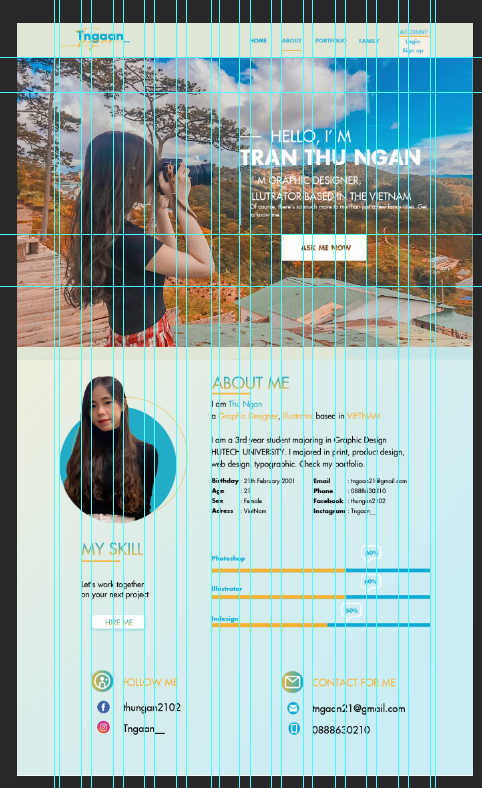 Tngaan_
HOME ABOUT PORTFOLIO FAMILY
ACCOUNT
Login
Sign up
HELLO, I' M
TRAN THU NGAN
I' M GRAPHIC DESIGNER,
ILLUTRATOR BASED IN THE VIETNAM
Of course, there's so much more to my than just a few fancy titles. Get
to know me.
ASK ME NOW
ABOUT ME
I am Thu Ngan
a Graphic Designer, Illustrator based in VIETNAM
I am a 3rd year student majoring in Graphic Design
HUTECH UNIVERSITY. I majored in print, product design,
web design, typographic. Check my portfolio.
Birthday : 21th February 2001 Email : tngaan21@gmail.com
Age : 21 Phone : 0888630210
Sex : Female Facebook : thungan2102
Adress : VietNam Instagram : Tngaan__
MY SKILL
Let's work together
on your next project
HIRE ME
60%
Photoshop
60%
Illustrator
50%
Indesign
FOLLOW ME
thungan2102
Tngaan__
CONTACT FOR ME
tngaan21@gmail.com
0888630210